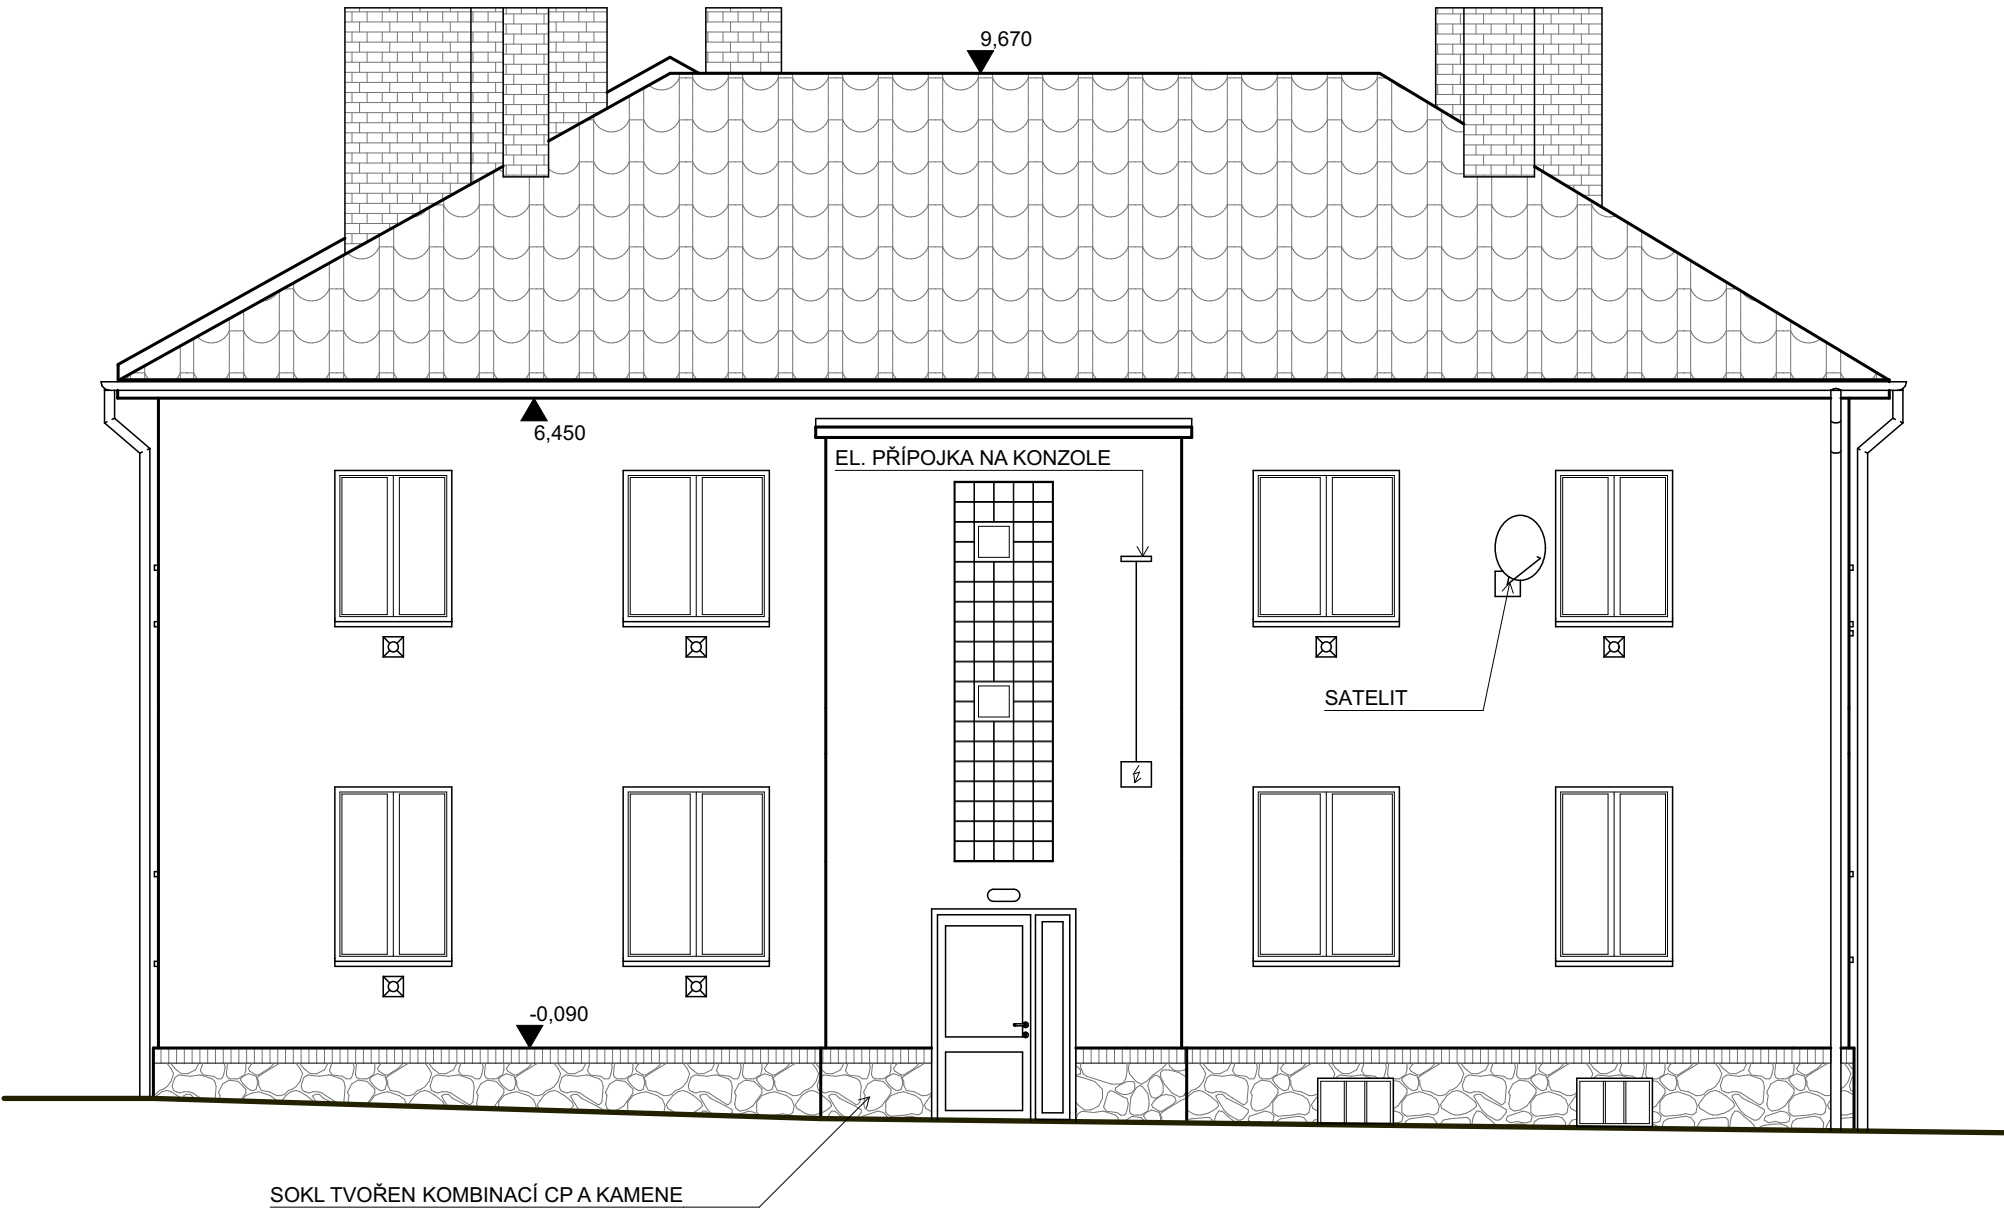 9,670
6,450
EL. PŘÍPOJKA NA KONZOLE
SATELIT
-0,090
SOKL TVOŘEN KOMBINACÍ CP A KAMENE